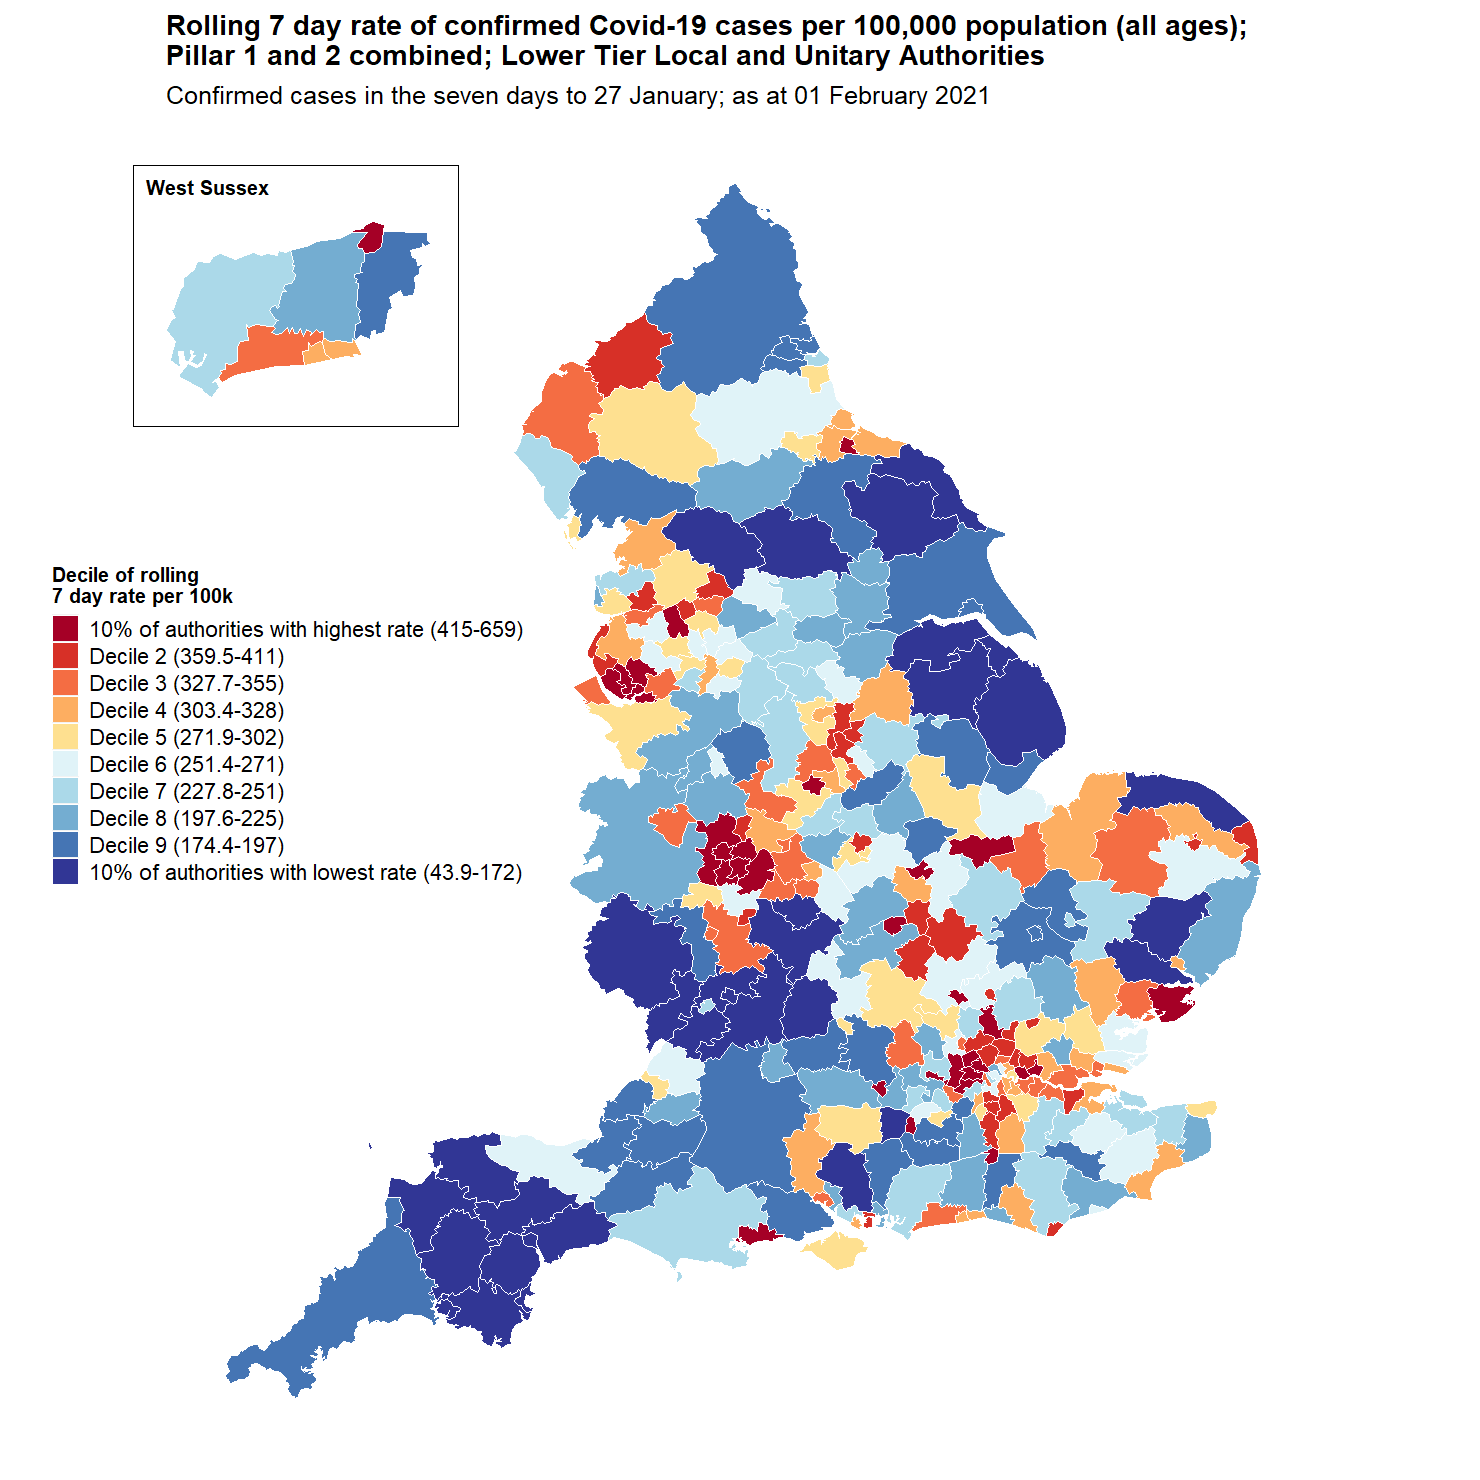 Rolling 7 day rate of confirmed Covid-19 cases per 100,000 population (all ages);
Pillar 1 and 2 combined; Lower Tier Local and Unitary Authorities
Confirmed cases in the seven days to 27 January; as at 01 February 2021
West Sussex
Decile of rolling
7 day rate per 100k
10% of authorities with highest rate (415-659)
Decile 2 (359.5-411)
Decile 3 (327.7-355)
Decile 4 (303.4-328)
Decile 5 (271.9-302)
Decile 6 (251.4-271)
Decile 7 (227.8-251)
Decile 8 (197.6-225)
Decile 9 (174.4-197)
10% of authorities with lowest rate (43.9-172)